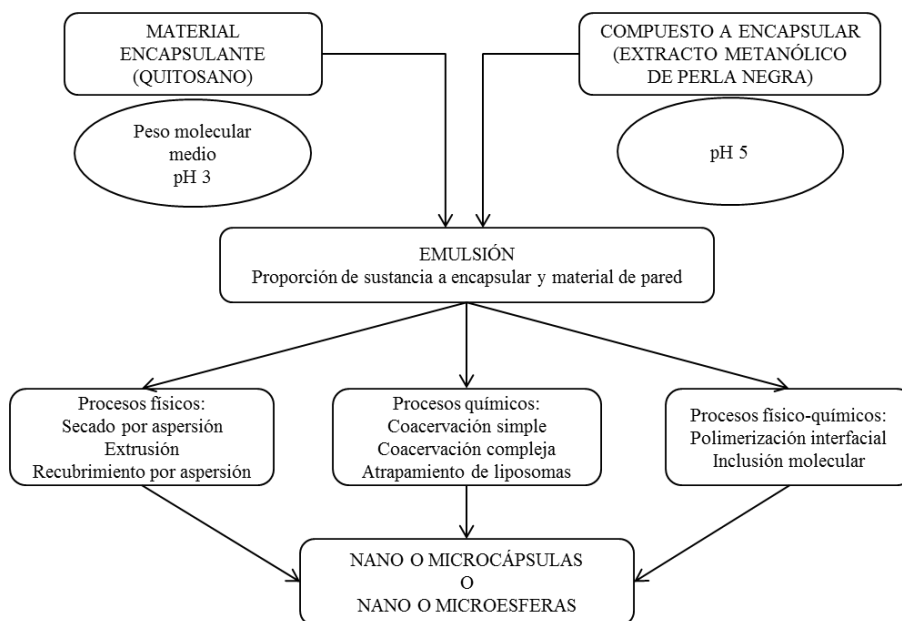 MATERIAL
ENCAPSULANTE
(QUITOSANO)
COMPUESTO A ENCAPSULAR
(EXTRACTO METANÓLICO
DE PERLA NEGRA)
Peso molecular
medio
pH 3
pH 5
EMULSIÓN
Proporción de sustancia a encapsular y material de pared
Procesos físicos:
Secado por aspersión
Extrusión
Recubrimiento por aspersión
Procesos químicos:
Coacervación simple
Coacervación compleja
Atrapamiento de liposomas
Procesos físico-químicos:
Polimerización interfacial
Inclusión molecular
NANO O MICROCÁPSULAS
O
NANO O MICROESFERAS